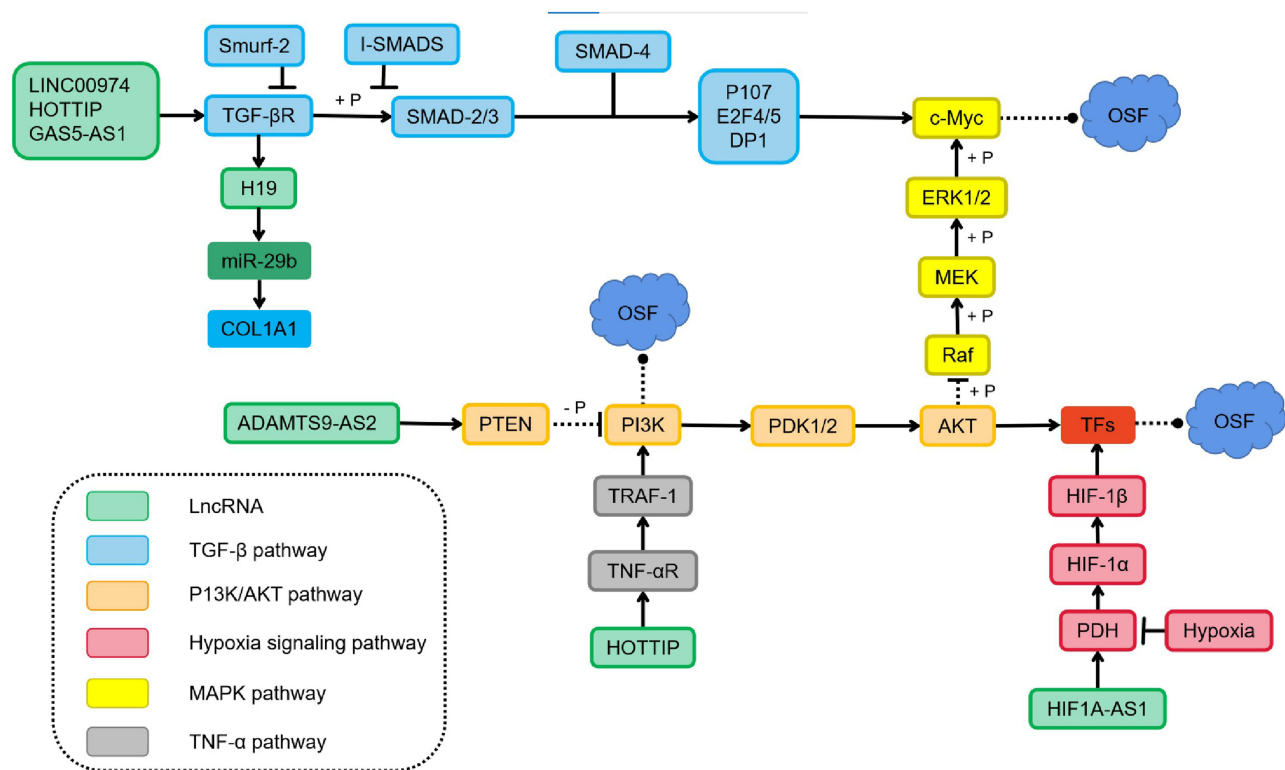 Smurf-2
I-SMADS
SMAD-4
LINC00974
HOTTIP
GAS5-AS1
TGF-βR
+ P
SMAD-2/3
P107
E2F4/5
DP1
c-Myc
OSF
+ P
H19
ERK1/2
+ P
miR-29b
MEK
COL1A1
OSF
+ P
Raf
+ P
ADAMTS9-AS2
PTEN
- P
PI3K
PDK1/2
AKT
TFs
OSF
TRAF-1
HIF-1β
LncRNA
TGF-β pathway
TNF-αR
HIF-1α
P13K/AKT pathway
Hypoxia signaling pathway
HOTTIP
PDH
Hypoxia
MAPK pathway
HIF1A-AS1
TNF-α pathway